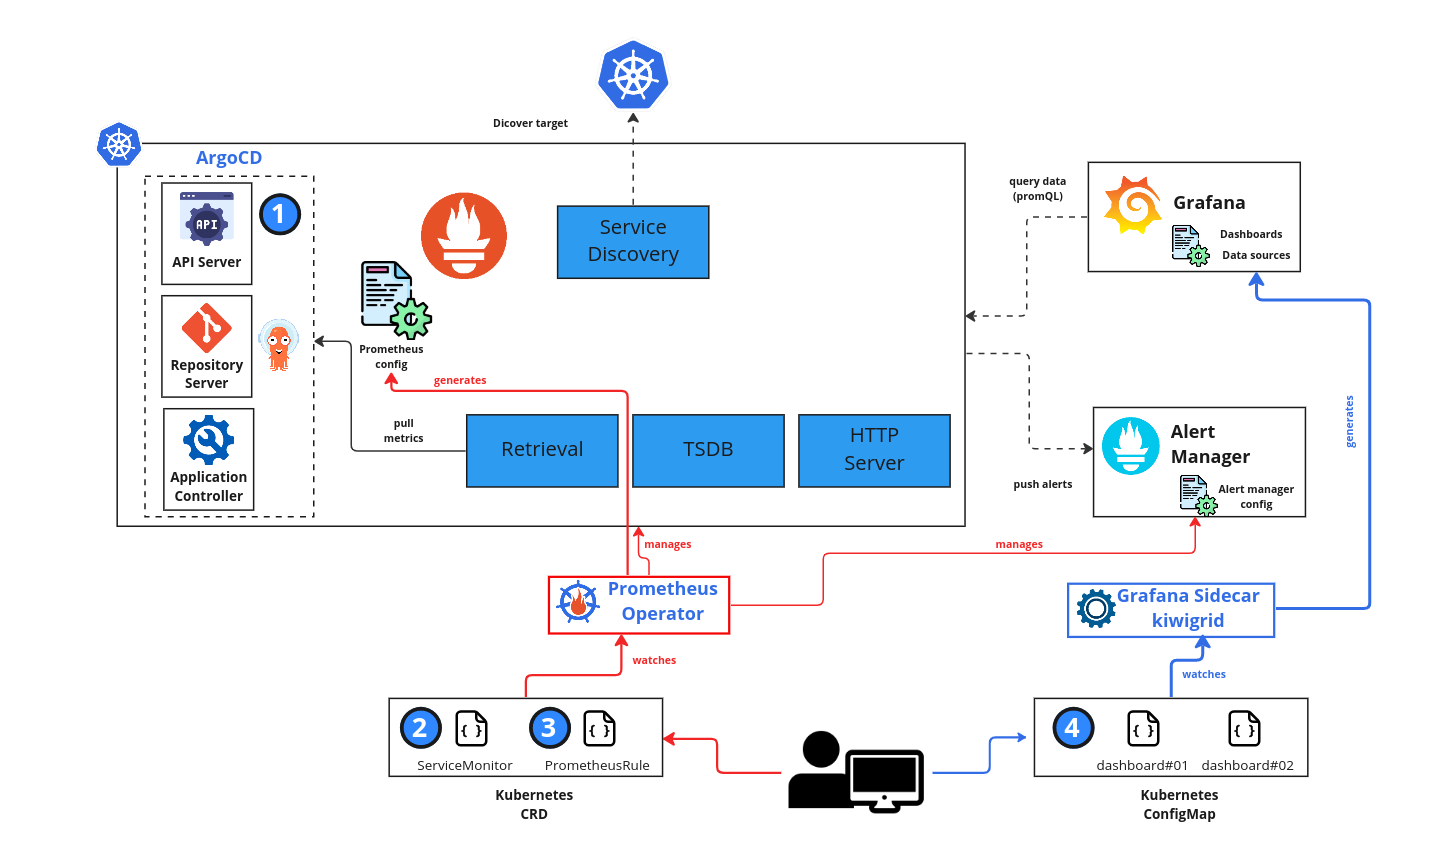 Dicover target
ArgoCD
API
API Server
1
Repository
Server
Application
Controller
Prometheus
config
Service
Discovery
generates
pull
metrics
Retrieval
TSDB
HTTP
Server
query data
(promQL)
Grafana
Dashboards
Data sources
push alerts
Alert
Manager
Alert manager
config
generates
manages
manages
Prometheus
Operator
Grafana Sidecar
kiwigrid
watches
watches
2
{ }
3
{ }
ServiceMonitor
PrometheusRule
Kubernetes
CRD
4
{ }
{ }
dashboard#01
dashboard#02
Kubernetes
ConfigMap